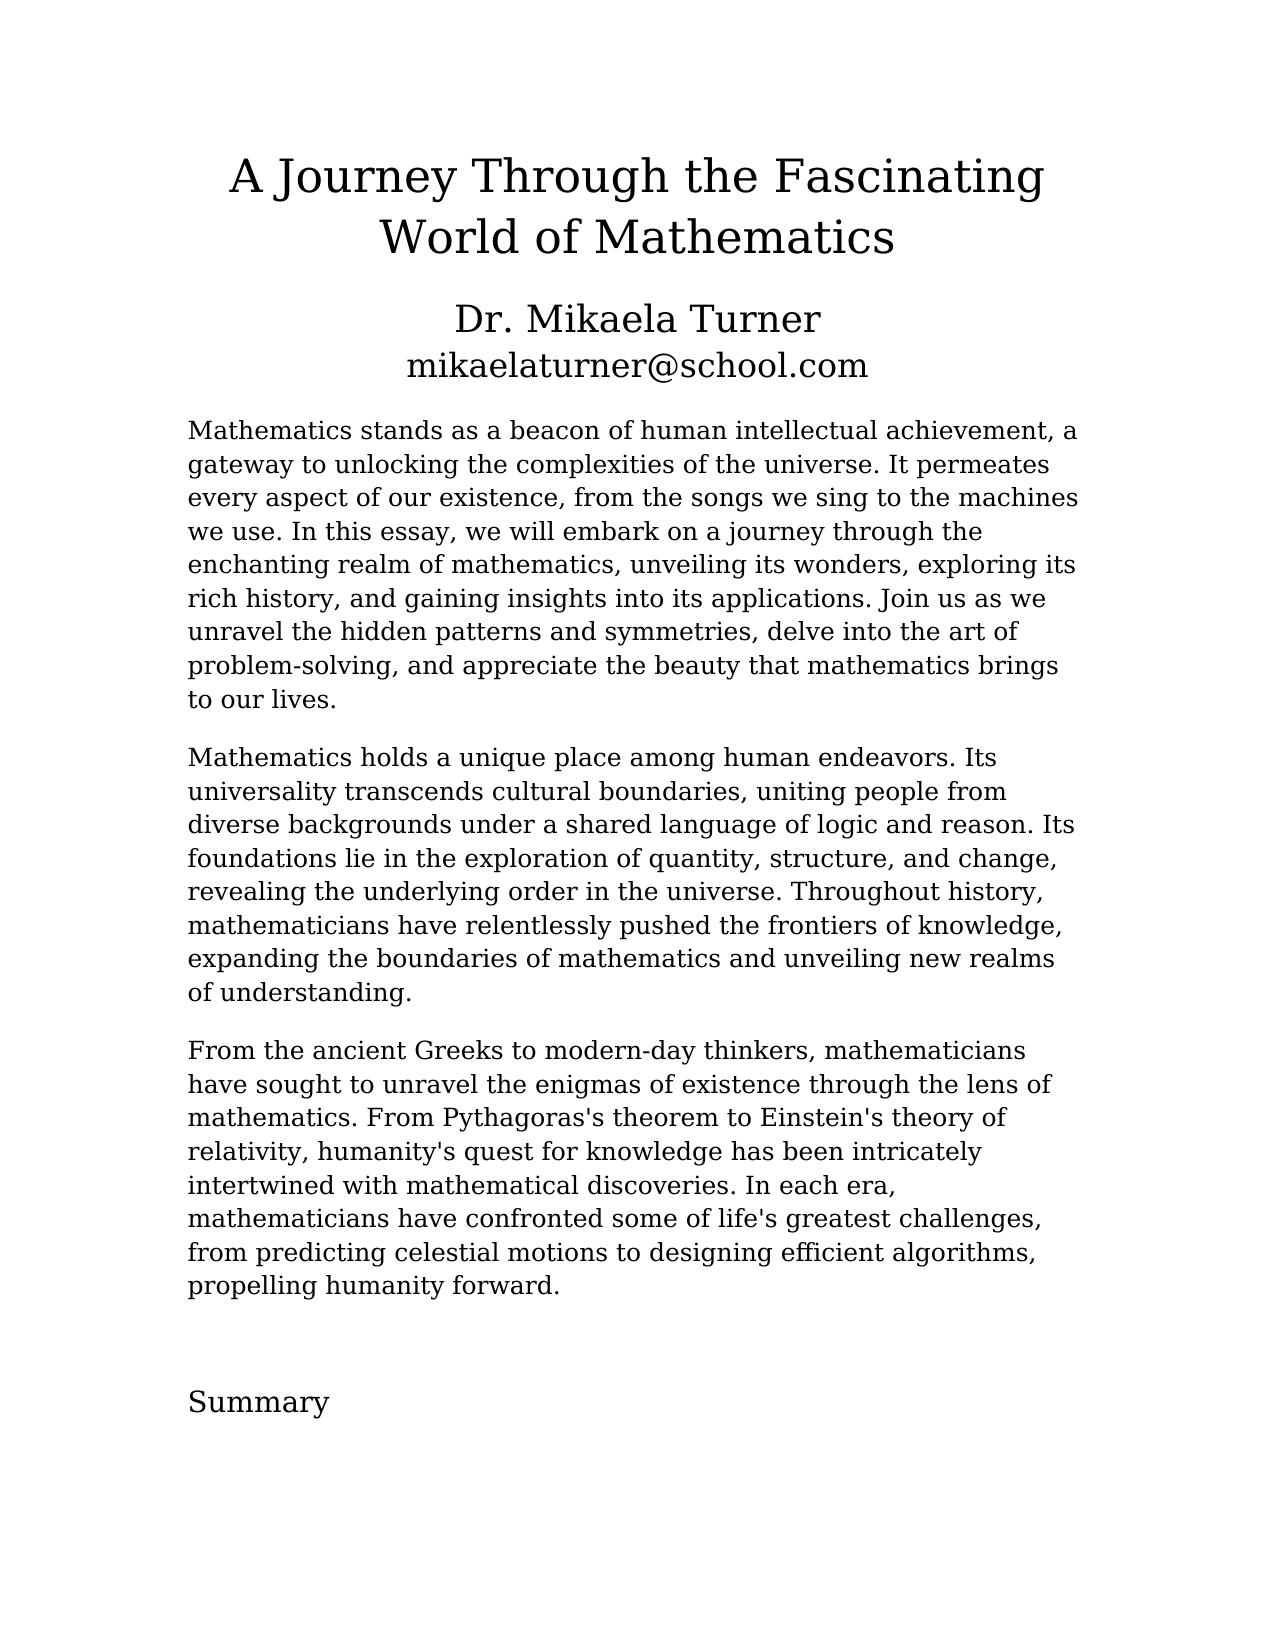 A Journey Through the Fascinating
World of Mathematics
Dr. Mikaela Turner
mikaelaturner@school.com
Mathematics stands as a beacon of human intellectual achievement, a
gateway to unlocking the complexities of the universe. It permeates
every aspect of our existence, from the songs we sing to the machines
we use. In this essay, we will embark on a journey through the
enchanting realm of mathematics, unveiling its wonders, exploring its
rich history, and gaining insights into its applications. Join us as we
unravel the hidden patterns and symmetries, delve into the art of
problem-solving, and appreciate the beauty that mathematics brings
to our lives.
Mathematics holds a unique place among human endeavors. Its
universality transcends cultural boundaries, uniting people from
diverse backgrounds under a shared language of logic and reason. Its
foundations lie in the exploration of quantity, structure, and change,
revealing the underlying order in the universe. Throughout history,
mathematicians have relentlessly pushed the frontiers of knowledge,
expanding the boundaries of mathematics and unveiling new realms
of understanding.
From the ancient Greeks to modern-day thinkers, mathematicians
have sought to unravel the enigmas of existence through the lens of
mathematics. From Pythagoras's theorem to Einstein's theory of
relativity, humanity's quest for knowledge has been intricately
intertwined with mathematical discoveries. In each era,
mathematicians have confronted some of life's greatest challenges,
from predicting celestial motions to designing efficient algorithms,
propelling humanity forward.
Summary